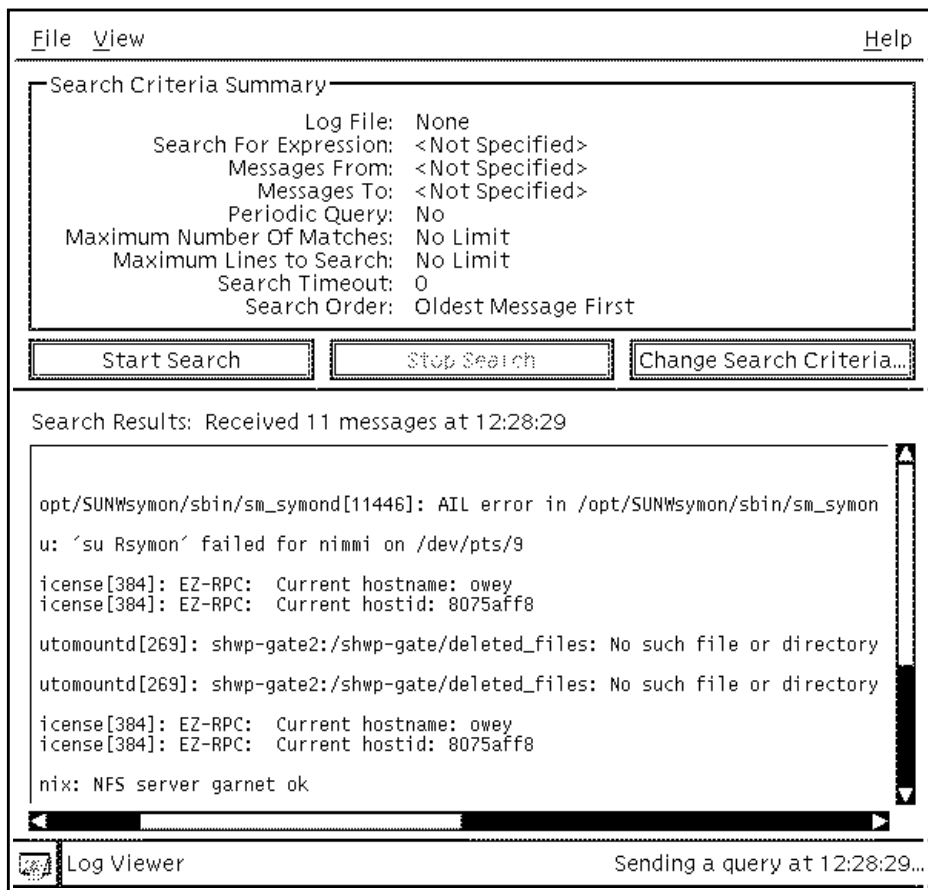 File View Help
Search Criteria Summary
Log File: None
Search For Expression: <Not Specified>
Messages From: <Not Specified>
Messages To: <Not Specified>
Periodic Query: No
Maximum Number Of Matches: No Limit
Maximum Lines to Search: No Limit
Search Timeout: 0
Search Order: Oldest Message First
Start Search Stop Search Change Search Criteria...
Search Results: Received 11 messages at 12:28:29
opt/SUNWsymon/sbin/sm_symond[11446]: AIL error in /opt/SUNWsymon/sbin/sm_symon
u: ´su Rsymon´ failed for nimmi on /dev/pts/9
icense[384]: EZ-RPC: Current hostname: owey
icense[384]: EZ-RPC: Current hostid: 8075aff8
utomountd[269]: shwp-gate2:/shwp-gate/deleted_files: No such file or directory
utomountd[269]: shwp-gate2:/shwp-gate/deleted_files: No such file or directory
icense[384]: EZ-RPC: Current hostname: owey
icense[384]: EZ-RPC: Current hostid: 8075aff8
nix: NFS server garnet ok
Log Viewer Sending a query at 12:28:29...